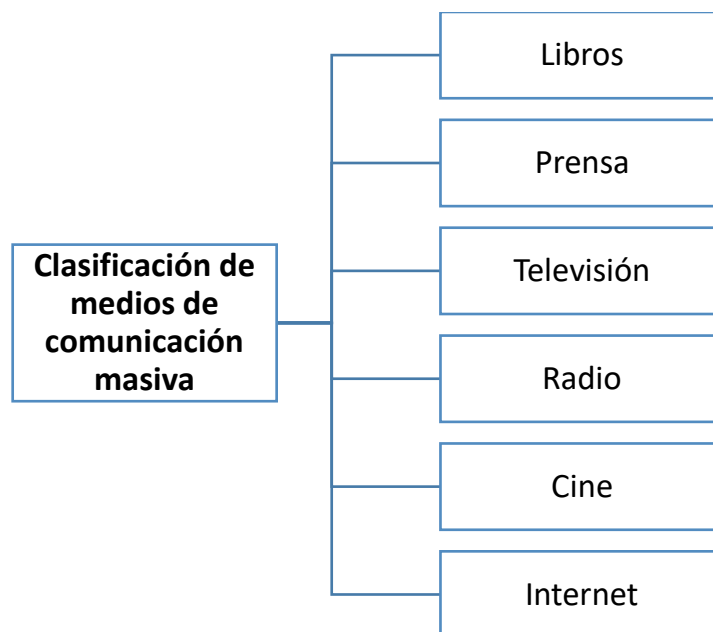 Clasificación de
medios de
comunicación
masiva
Libros
Prensa
Televisión
Radio
Cine
Internet